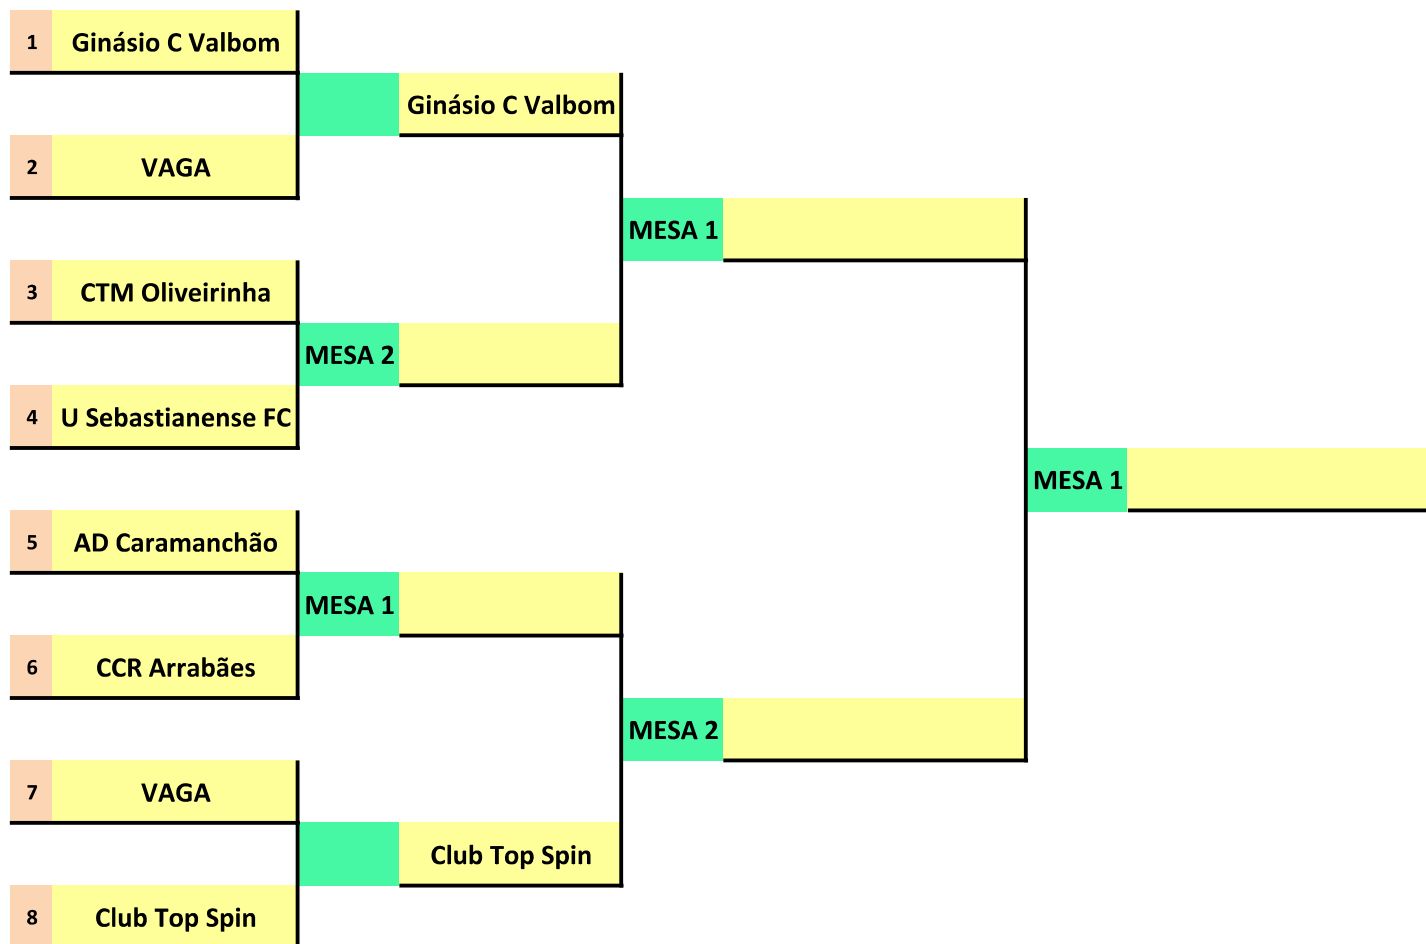 1 Ginásio C Valbom
Ginásio C Valbom
2 VAGA
MESA 1
3 CTM Oliveirinha
MESA 2
4 U Sebastianense FC
MESA 1
5 AD Caramanchão
MESA 1
6 CCR Arrabães
MESA 2
7 VAGA
Club Top Spin
8 Club Top Spin